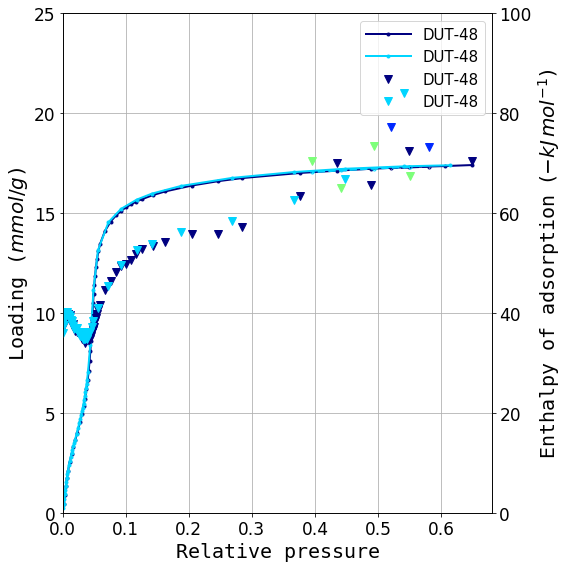 25
20
15
10
5
0
100
80
60
40
20
0
0.0 0.1 0.2 0.3 0.4 0.5 0.6
Loading (mmol/g)
Enthalpy of adsorption (−kJ mol⁻¹)
Relative pressure
DUT-48
DUT-48
DUT-48
DUT-48